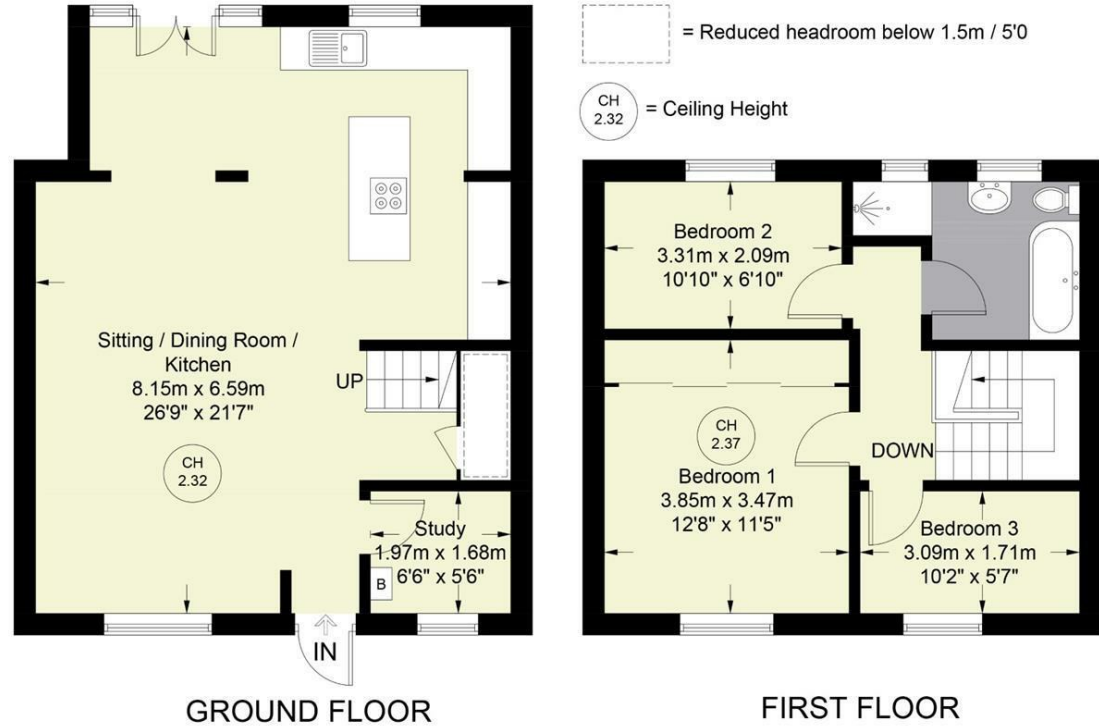 = Reduced headroom below 1.5m / 5'0
CH
2.32
= Ceiling Height
Sitting / Dining Room /
Kitchen
8.15m x 6.59m
26'9" x 21'7"
CH
2.32
UP
Study
1.97m x 1.68m
6'6" x 5'6"
B
IN
GROUND FLOOR
Bedroom 2
3.31m x 2.09m
10'10" x 6'10"
CH
2.37
Bedroom 1
3.85m x 3.47m
12'8" x 11'5"
DOWN
Bedroom 3
3.09m x 1.71m
10'2" x 5'7"
FIRST FLOOR